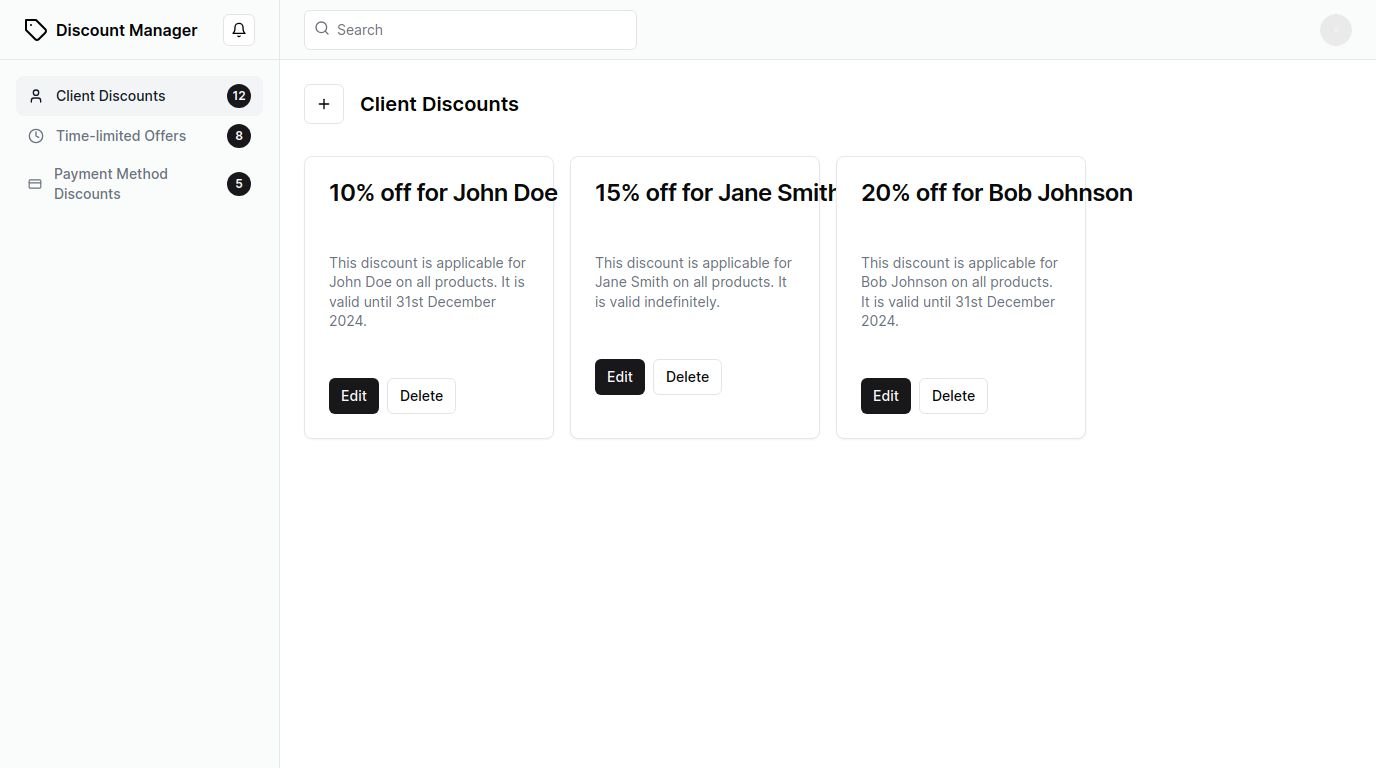 Discount Manager
Search
Client Discounts 12
Time-limited Offers 8
Payment Method
Discounts
5
Client Discounts
10% off for John Doe
This discount is applicable for
John Doe on all products. It is
valid until 31st December
2024.
Edit Delete
15% off for Jane Smith
This discount is applicable for
Jane Smith on all products. It
is valid indefinitely.
Edit Delete
20% off for Bob Johnson
This discount is applicable for
Bob Johnson on all products.
It is valid until 31st December
2024.
Edit Delete